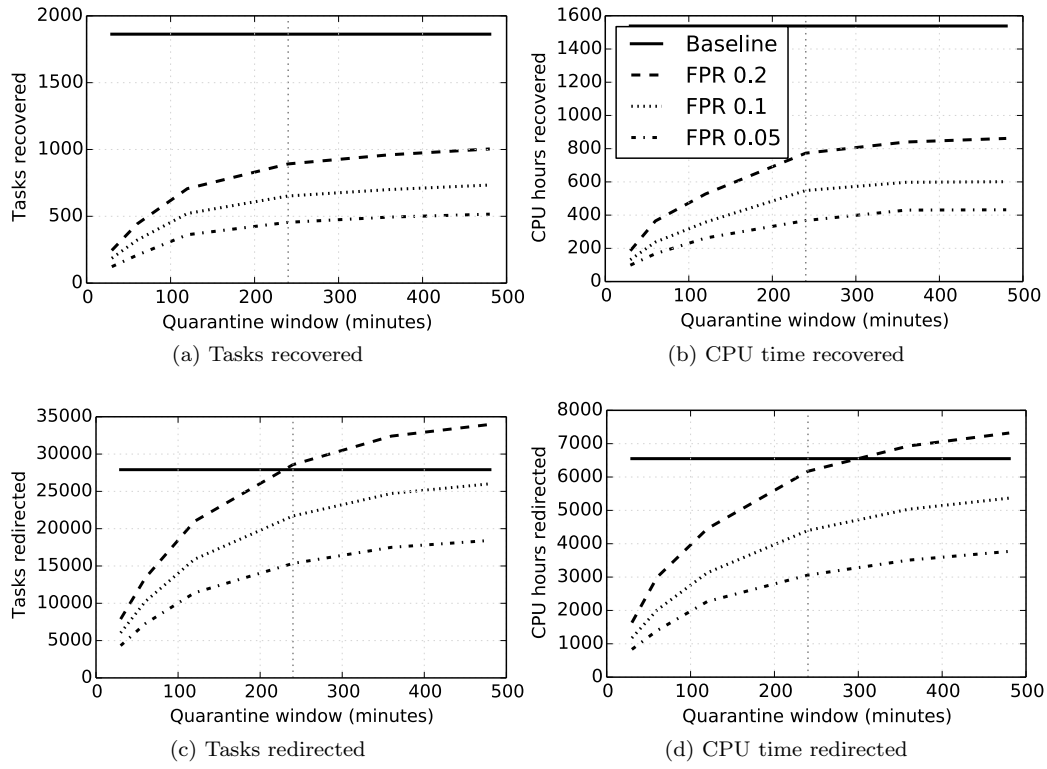 2000
1500
1000
500
0
Tasks recovered
0 100 200 300 400 500
Quarantine window (minutes)
(a) Tasks recovered
1600
1400
1200
1000
800
600
400
200
0
CPU hours recovered
Baseline
FPR 0.2
FPR 0.1
FPR 0.05
0 100 200 300 400 500
Quarantine window (minutes)
(b) CPU time recovered
35000
30000
25000
20000
15000
10000
5000
0
Tasks redirected
0 100 200 300 400 500
Quarantine window (minutes)
(c) Tasks redirected
8000
7000
6000
5000
4000
3000
2000
1000
0
CPU hours redirected
0 100 200 300 400 500
Quarantine window (minutes)
(d) CPU time redirected